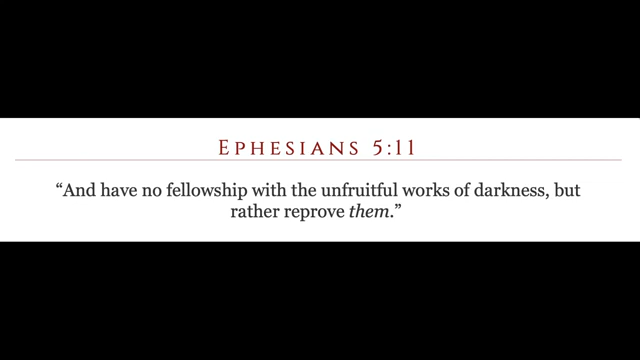 Ephesians 5:11
“And have no fellowship with the unfruitful works of darkness, but
rather reprove them.”